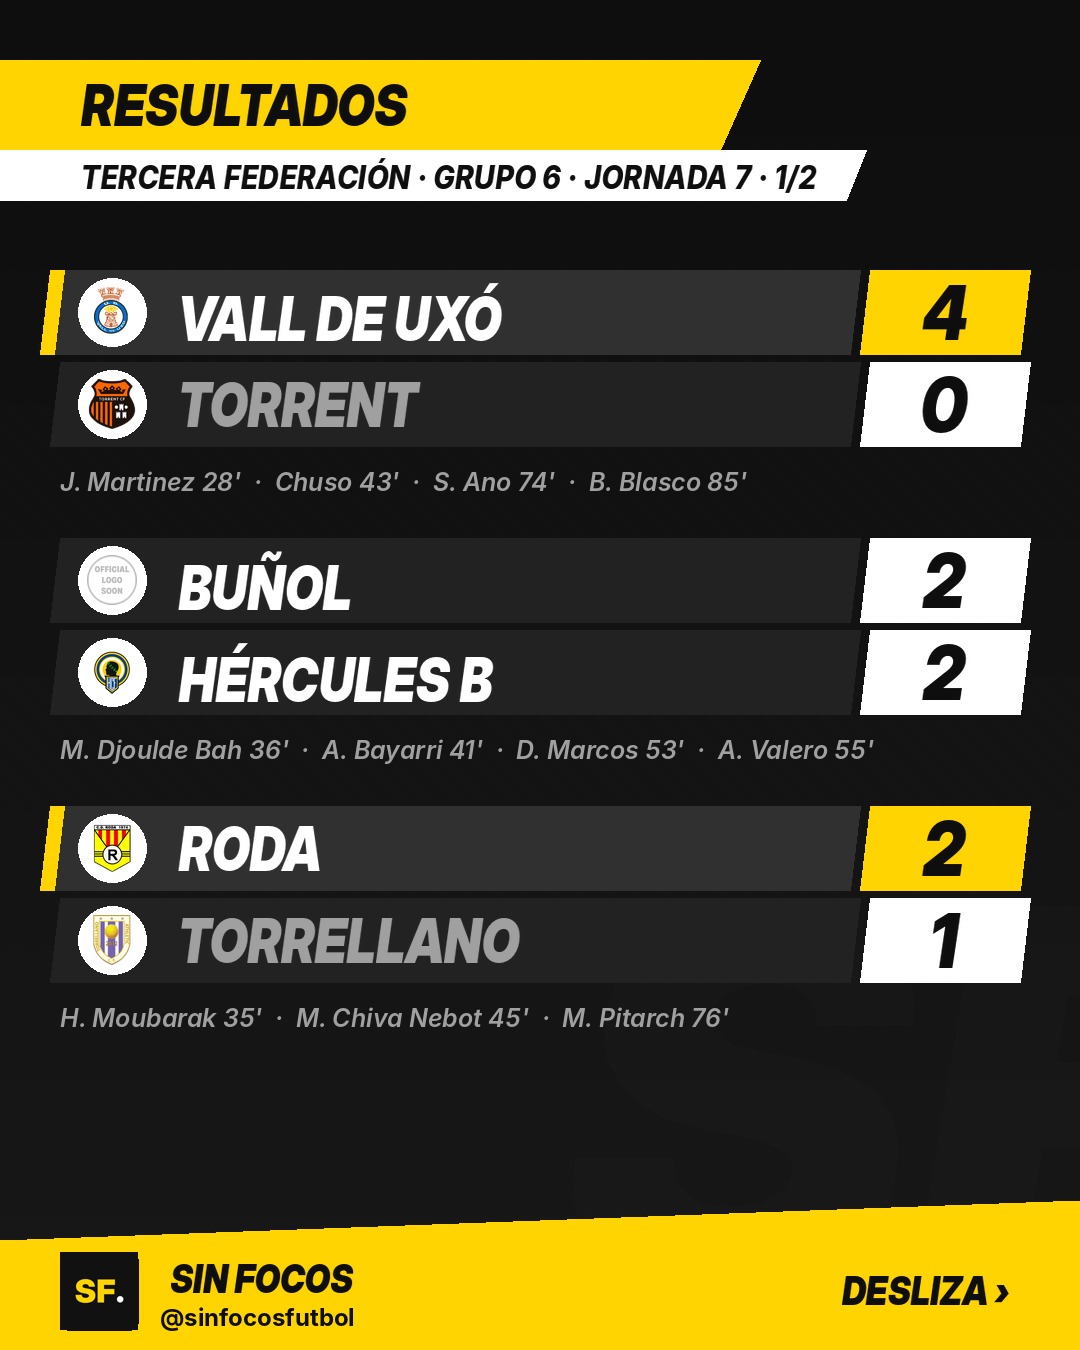 RESULTADOS
TERCERA FEDERACIÓN · GRUPO 6 · JORNADA 7 · 1/2
VALL DE UXÓ 4
TORRENT CF
TORRENT 0
J. Martinez 28' · Chuso 43' · S. Ano 74' · B. Blasco 85'
OFFICIAL
LOGO
SOON
BUÑOL 2
HÉRCULES B 2
M. Djoulde Bah 36' · A. Bayarri 41' · D. Marcos 53' · A. Valero 55'
R
RODA 2
TORRELLANO 1
H. Moubarak 35' · M. Chiva Nebot 45' · M. Pitarch 76'
SF.
SIN FOCOS
@sinfocosfutbol
DESLIZA ›